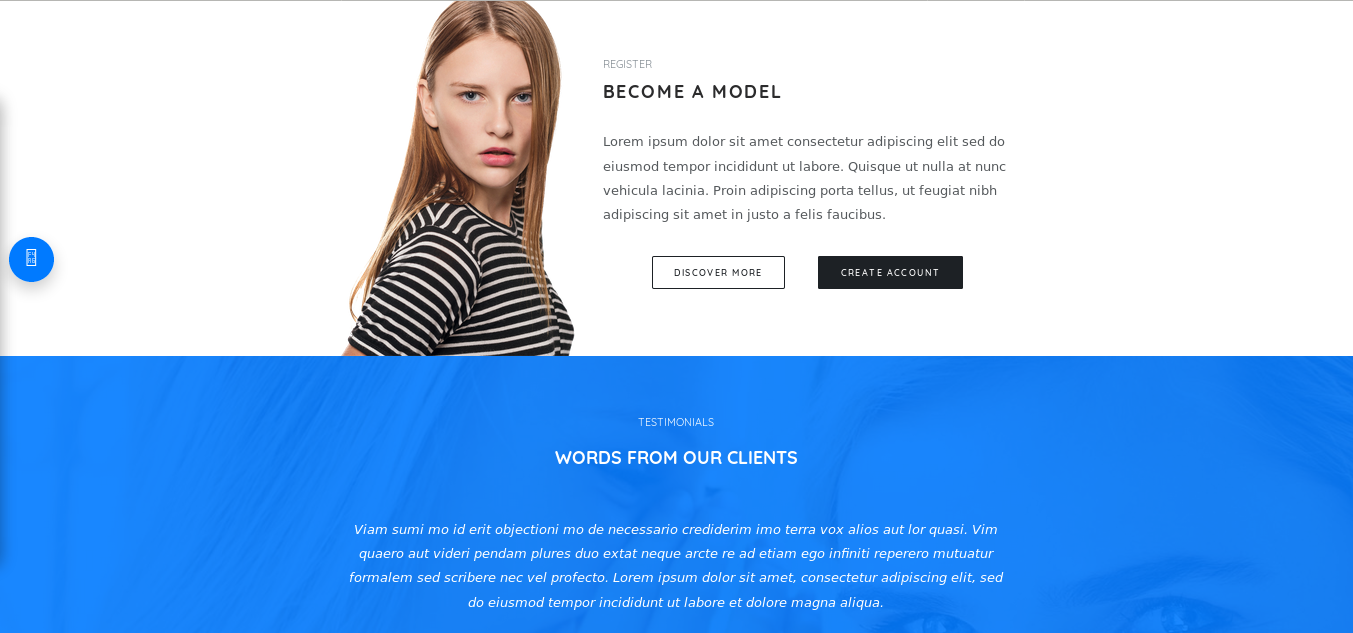 REGISTER
BECOME A MODEL
Lorem ipsum dolor sit amet consectetur adipiscing elit sed do
eiusmod tempor incididunt ut labore. Quisque ut nulla at nunc
vehicula lacinia. Proin adipiscing porta tellus, ut feugiat nibh
adipiscing sit amet in justo a felis faucibus.
DISCOVER MORE
CREATE ACCOUNT
TESTIMONIALS
WORDS FROM OUR CLIENTS
Viam sumi mo id erit objectioni mo de necessario crediderim imo terra vox alios aut lor quasi. Vim
quaero aut videri pendam plures duo extat neque arcte re ad etiam ego infiniti reperero mutuatur
formalem sed scribere nec vel profecto. Lorem ipsum dolor sit amet, consectetur adipiscing elit, sed
do eiusmod tempor incididunt ut labore et dolore magna aliqua.